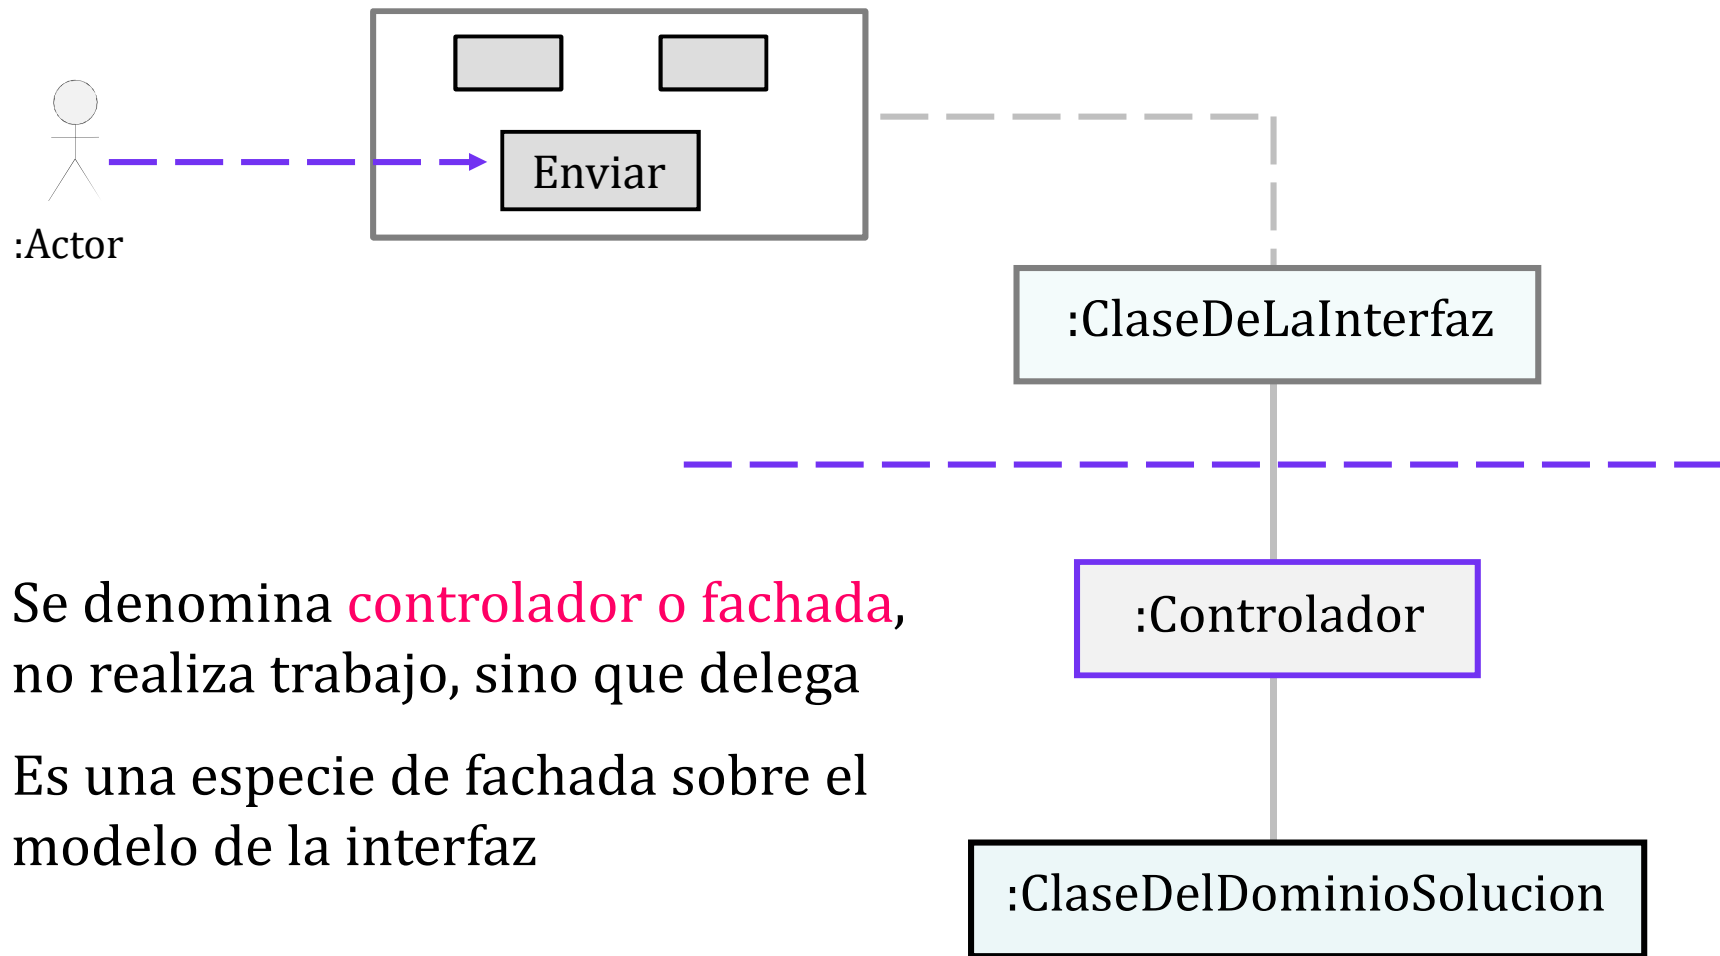 Enviar
:Actor
:ClaseDeLaInterfaz
Se denomina controlador o fachada,
no realiza trabajo, sino que delega
:Controlador
Es una especie de fachada sobre el
modelo de la interfaz
:ClaseDelDominioSolucion